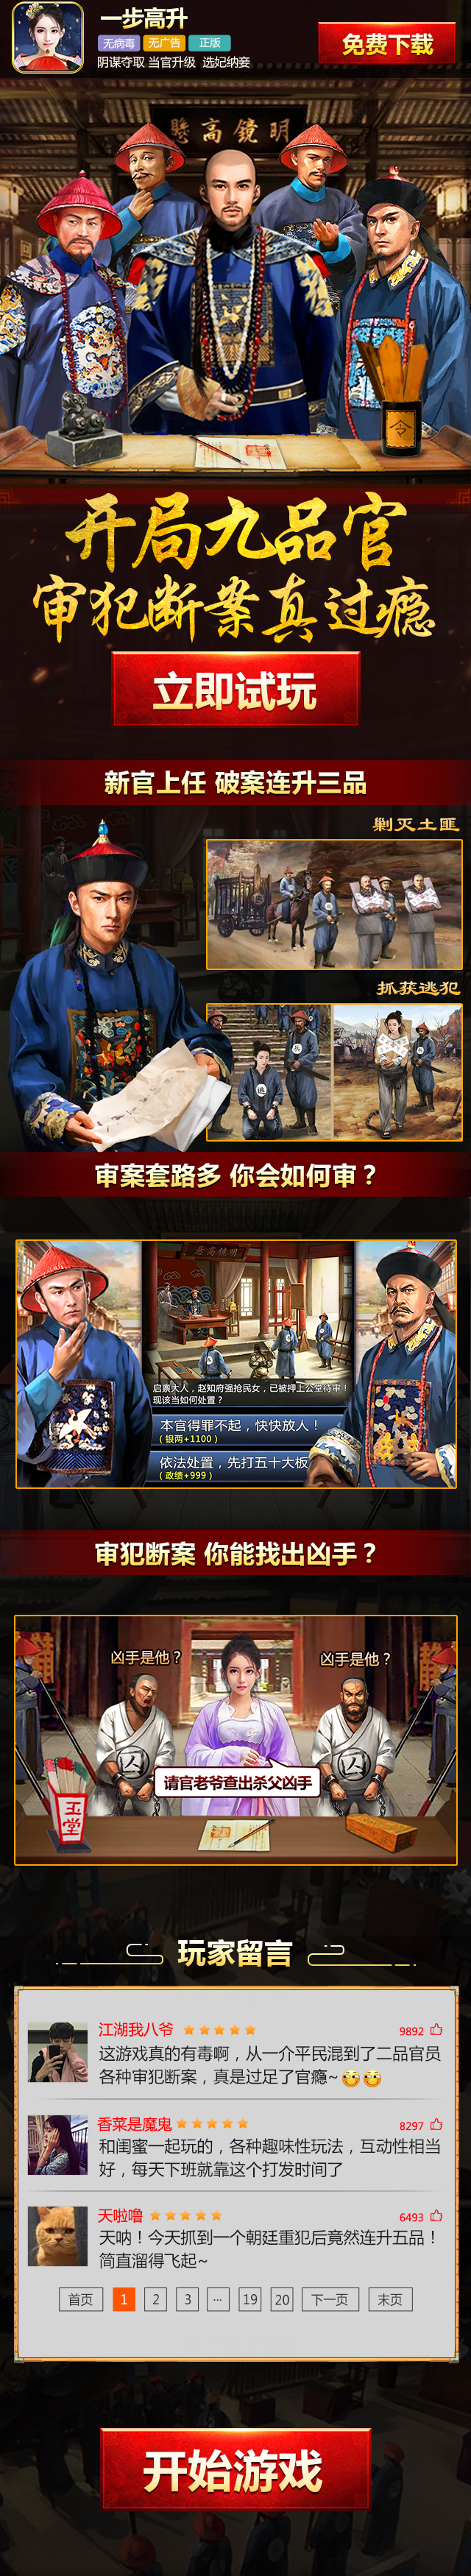 一步高升
无病毒 无广告 正版
阴谋夺取 当官升级 选妃纳妾
免费下载
懸高鏡明
令
开局九品官
审犯断案真过瘾
立即试玩
新官上任 破案连升三品
剿灭土匪
抓获逃犯
审案套路多 你会如何审？
懸高鏡明
启禀大人，赵知府强抢民女，已被押上公堂待审！
现该当如何处置？
本官得罪不起，快快放人！
（银两+1100）
依法处置，先打五十大板
（政绩+999）
审犯断案 你能找出凶手？
凶手是他？
凶手是他？
囚
囚
请官老爷查出杀父凶手
正堂
玩家留言
江湖我八爷
9892
这游戏真的有毒啊，从一介平民混到了二品官员
各种审犯断案，真是过足了官瘾~
香菜是魔鬼
8297
和闺蜜一起玩的，各种趣味性玩法，互动性相当
好，每天下班就靠这个打发时间了
天啦噜
6493
天呐！今天抓到一个朝廷重犯后竟然连升五品！
简直溜得飞起~
首页 1 2 3 ... 19 20 下一页 末页
开始游戏